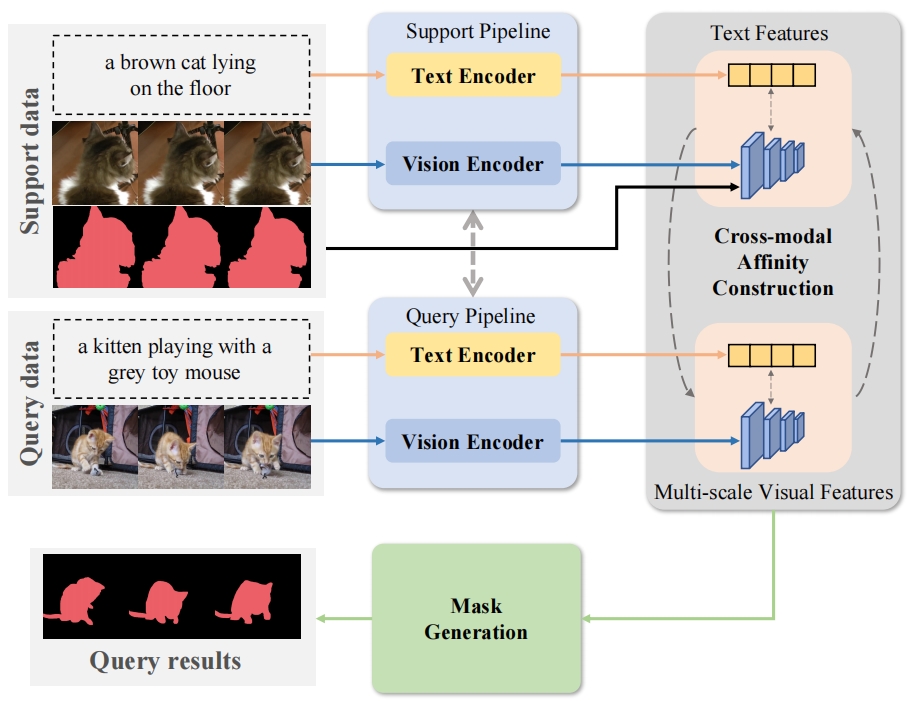 Support data
a brown cat lying
on the floor
Support Pipeline
Text Encoder
Vision Encoder
Text Features
Cross-modal
Affinity
Construction
Query data
a kitten playing with a
grey toy mouse
Query Pipeline
Text Encoder
Vision Encoder
Multi-scale Visual Features
Mask
Generation
Query results